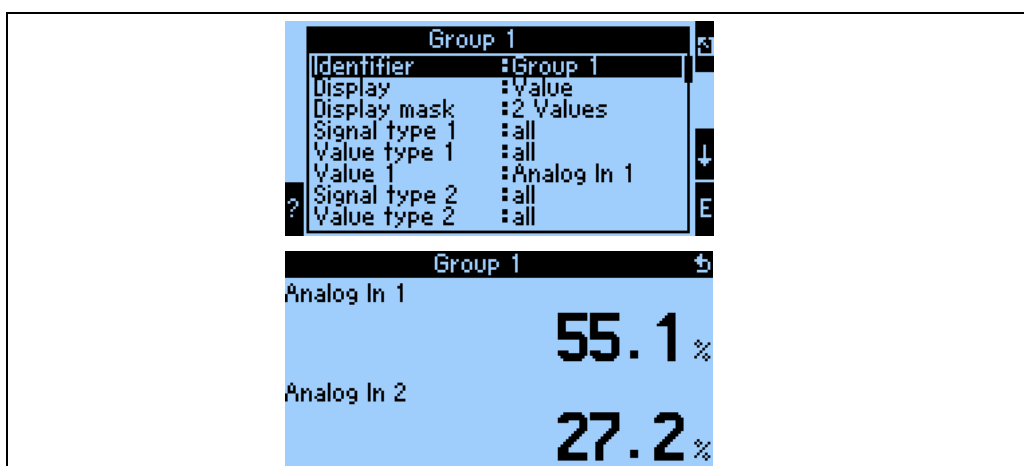 Group 1
Identifier :Group 1
Display :Value
Display mask :2 Values
Signal type 1 :all
Value type 1 :all
Value 1 :Analog In 1
Signal type 2 :all
Value type 2 :all
? ↓ E
Group 1
Analog In 1
55.1 %
Analog In 2
27.2 %